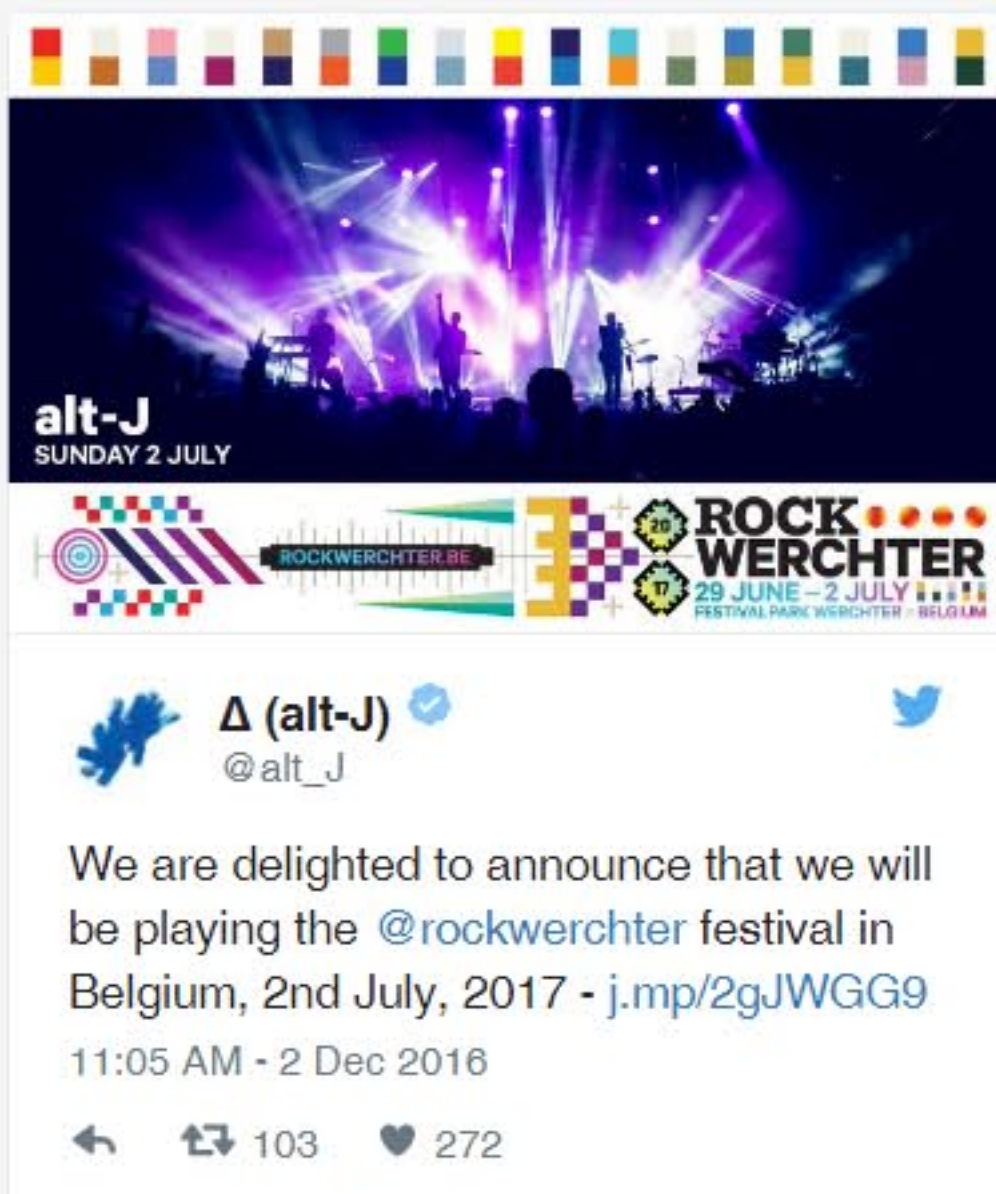 alt-J
SUNDAY 2 JULY
ROCKWERCHTER.BE
20
17
ROCK
WERCHTER
29 JUNE – 2 JULY
FESTIVAL PARK WERCHTER - BELGIUM
Δ (alt-J)
@alt_J
We are delighted to announce that we will
be playing the @rockwerchter festival in
Belgium, 2nd July, 2017 - j.mp/2gJWGG9
11:05 AM - 2 Dec 2016
103 272